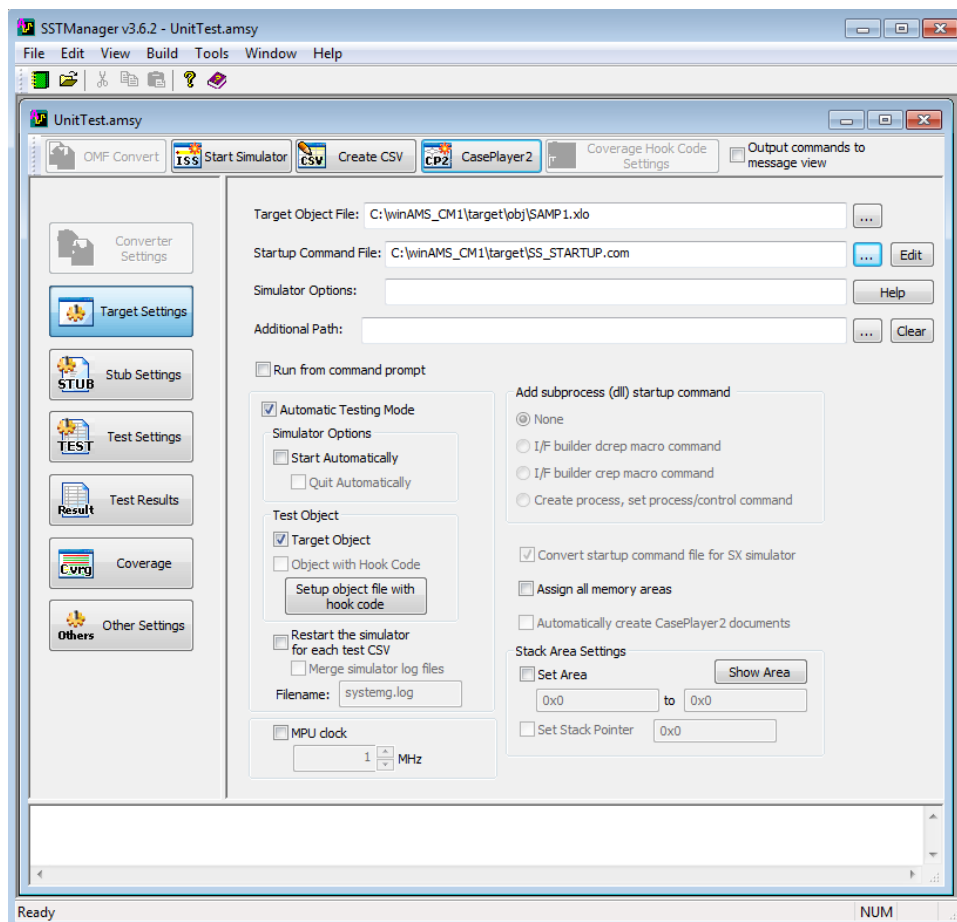 SSTManager v3.6.2 - UnitTest.amsy
File Edit View Build Tools Window Help
UnitTest.amsy
OMF Convert
ISS Start Simulator
CSV Create CSV
CP2 CasePlayer2
Coverage Hook Code
Settings
Output commands to
message view
Converter
Settings
Target Settings
STUB Stub Settings
TEST Test Settings
Result Test Results
Cvrg Coverage
Others Other Settings
Target Object File: C:\winAMS_CM1\target\obj\SAMP1.xlo ...
Startup Command File: C:\winAMS_CM1\target\SS_STARTUP.com ... Edit
Simulator Options: Help
Additional Path: ... Clear
Run from command prompt
Automatic Testing Mode
Simulator Options
Start Automatically
Quit Automatically
Test Object
Target Object
Object with Hook Code
Setup object file with
hook code
Restart the simulator
for each test CSV
Merge simulator log files
Filename: systemg.log
MPU clock
1 MHz
Add subprocess (dll) startup command
None
I/F builder dcrep macro command
I/F builder crep macro command
Create process, set process/control command
Convert startup command file for SX simulator
Assign all memory areas
Automatically create CasePlayer2 documents
Stack Area Settings
Set Area Show Area
0x0 to 0x0
Set Stack Pointer 0x0
Ready NUM